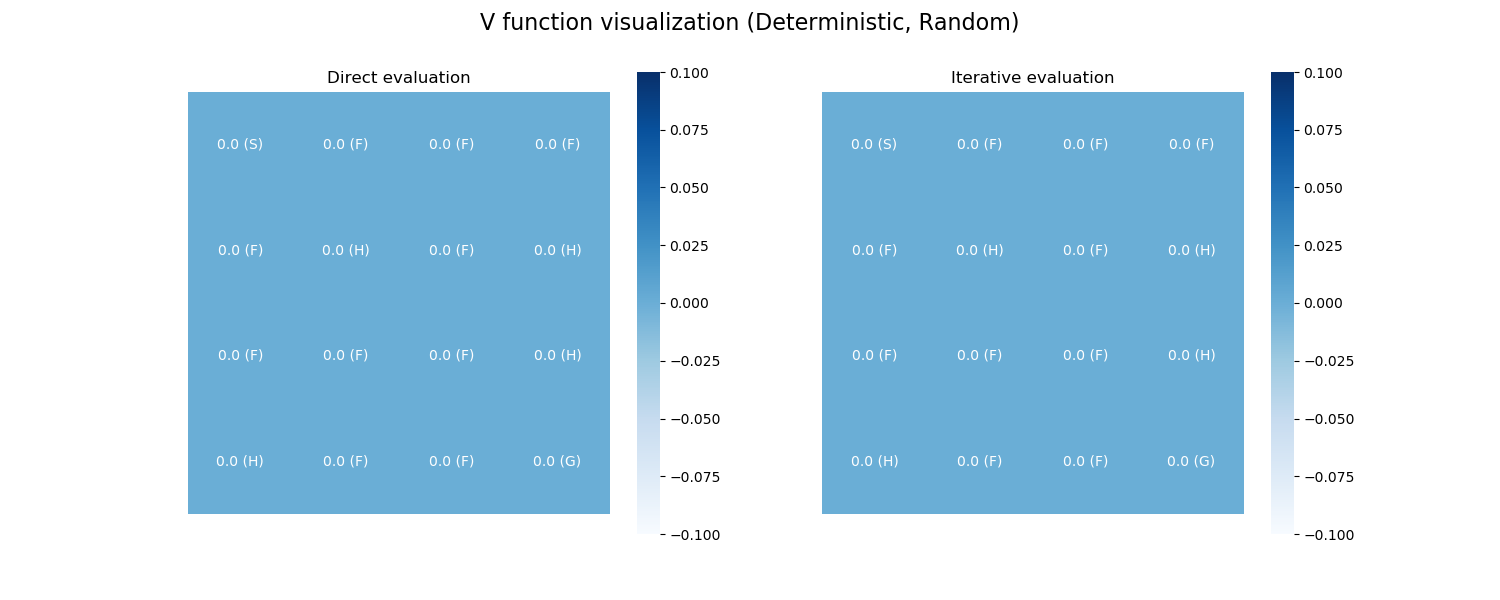 V function visualization (Deterministic, Random)
Direct evaluation
0.0 (S) 0.0 (F) 0.0 (F) 0.0 (F)
0.0 (F) 0.0 (H) 0.0 (F) 0.0 (H)
0.0 (F) 0.0 (F) 0.0 (F) 0.0 (H)
0.0 (H) 0.0 (F) 0.0 (F) 0.0 (G)
0.100
0.075
0.050
0.025
0.000
−0.025
−0.050
−0.075
−0.100
Iterative evaluation
0.0 (S) 0.0 (F) 0.0 (F) 0.0 (F)
0.0 (F) 0.0 (H) 0.0 (F) 0.0 (H)
0.0 (F) 0.0 (F) 0.0 (F) 0.0 (H)
0.0 (H) 0.0 (F) 0.0 (F) 0.0 (G)
0.100
0.075
0.050
0.025
0.000
−0.025
−0.050
−0.075
−0.100